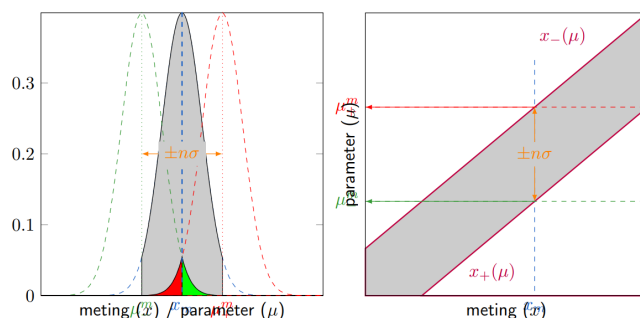 0.3
0.2
0.1
0
±nσ
meting (x) / parameter (μ)
x₋(μ)
±nσ
x₊(μ)
parameter (μ)
meting (x)